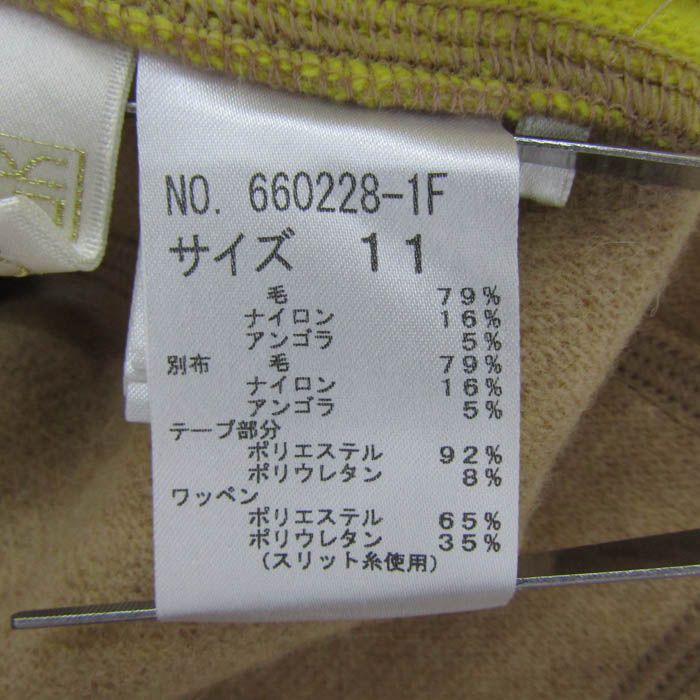 NO. 660228-1F
サイズ 11
毛 79%
ナイロン 16%
アンゴラ 5%
別布 毛 79%
ナイロン 16%
アンゴラ 5%
テープ部分
ポリエステル 92%
ポリウレタン 8%
ワッペン
ポリエステル 65%
ポリウレタン 35%
(スリット糸使用)